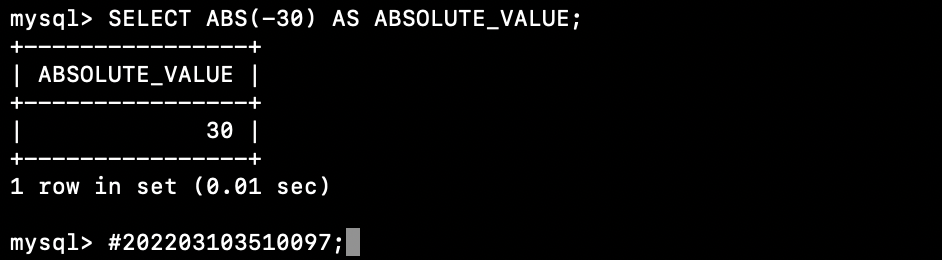 mysql> SELECT ABS(-30) AS ABSOLUTE_VALUE;
+----------------+
| ABSOLUTE_VALUE |
+----------------+
|             30 |
+----------------+
1 row in set (0.01 sec)

mysql> #202203103510097;